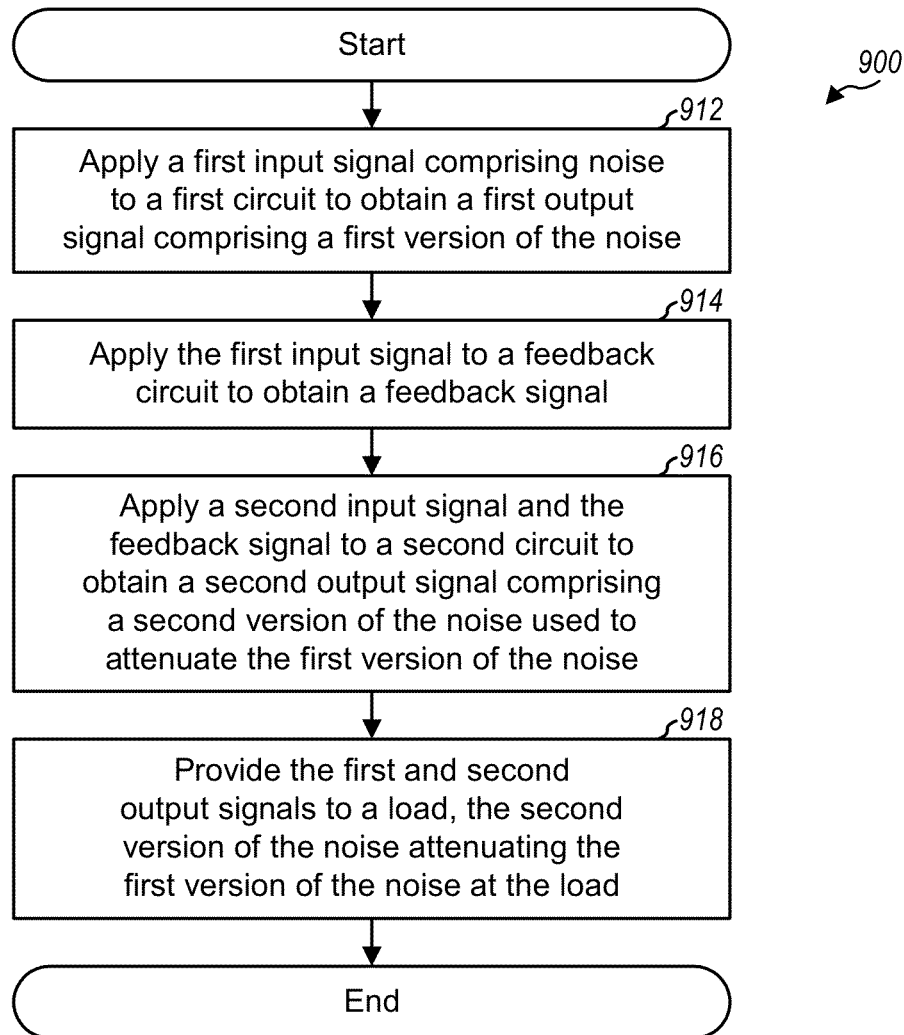 Start
900
912
Apply a first input signal comprising noise
to a first circuit to obtain a first output
signal comprising a first version of the noise
914
Apply the first input signal to a feedback
circuit to obtain a feedback signal
916
Apply a second input signal and the
feedback signal to a second circuit to
obtain a second output signal comprising
a second version of the noise used to
attenuate the first version of the noise
918
Provide the first and second
output signals to a load, the second
version of the noise attenuating the
first version of the noise at the load
End